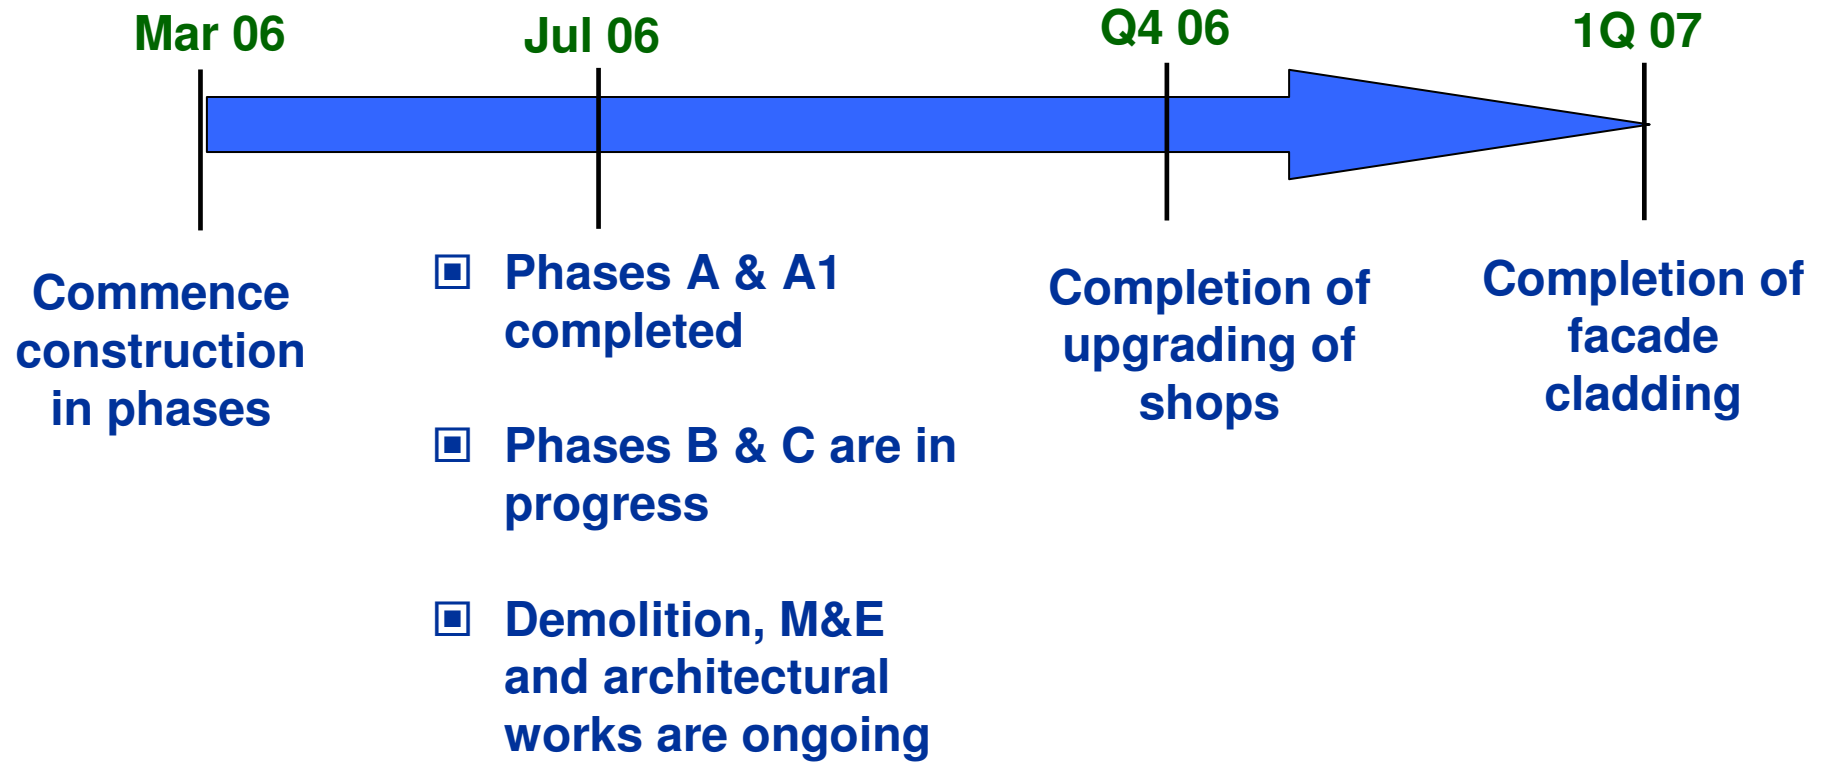 Mar 06
Jul 06
Q4 06
1Q 07
Commence
construction
in phases
Phases A & A1
completed
Phases B & C are in
progress
Demolition, M&E
and architectural
works are ongoing
Completion of
upgrading of
shops
Completion of
facade
cladding